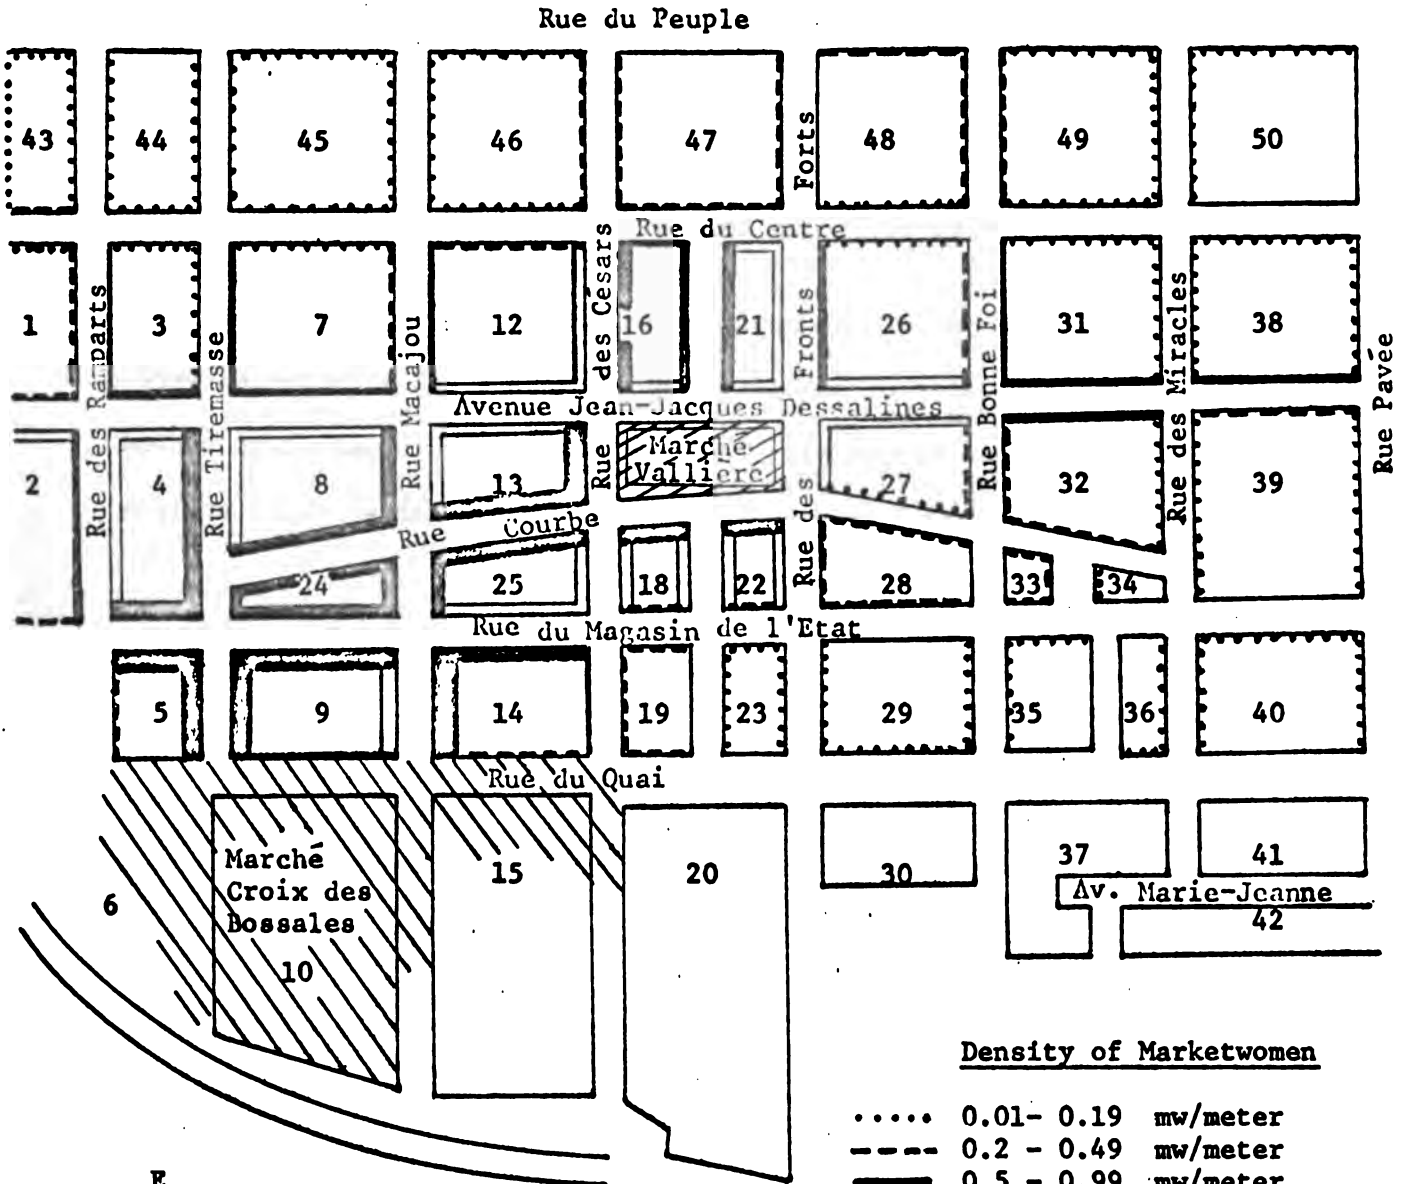 Rue du Peuple
43 44 45 46 47 48 49 50
Forts
Rue du Centre
1 3 7 12 16 21 26 31 38
Rue des Ramparts
Rue Tiremasse
Rue Macajou
Rue des Cesars
Rue des Fronts
Rue Bonne Foi
Rue des Miracles
Rue Pavée
Avenue Jean-Jacques Dessalines
2 4 8 13 Marché 27 32 39
Vallière
Rue Courbe
24 25 18 22 28 33 34
Rue du Magasin de l'Etat
5 9 14 19 23 29 35 36 40
Rue du Quai
6 Marché
Croix des
Bossales
10
15 20 30 37 41
Av. Marie-Jeanne
42
Density of Marketwomen
0.01- 0.19 mw/meter
0.2 - 0.49 mw/meter
0.5 - 0.99 mw/meter